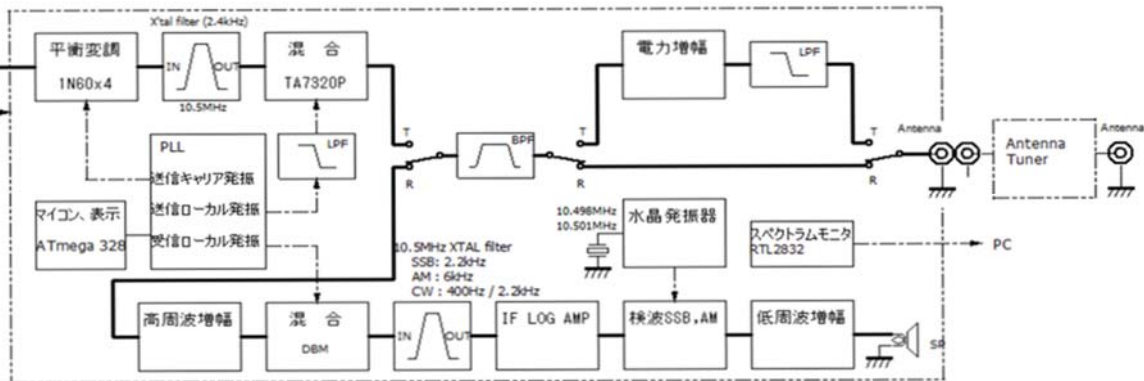 X'tal filter (2.4kHz)
平衡変調
1N60x4
IN
OUT
10.5MHz
混 合
TA7320P
電力増幅
LPF
T
R
BPF
T
R
T
R
Antenna
Antenna
Tuner
Antenna
PLL
送信キャリア発振
送信ローカル発振
受信ローカル発振
LPF
マイコン、表示
ATmega 328
10.498MHz
10.501MHz
水晶発振器
スペクトラムモニタ
RTL2832
PC
10.5MHz XTAL filter
SSB: 2.2kHz
AM : 6kHz
CW : 400Hz / 2.2kHz
高周波増幅
混 合
DBM
IN
OUT
IF LOG AMP
検波SSB,AM
低周波増幅
SP